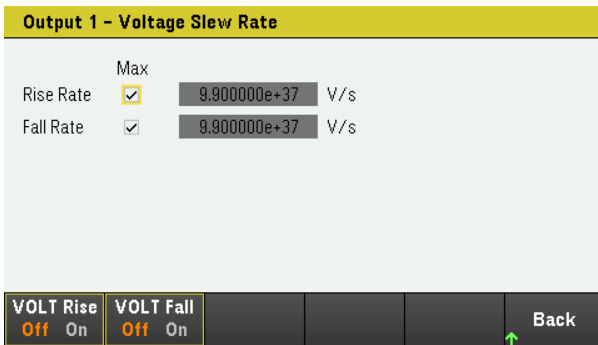 Output 1 – Voltage Slew Rate
Max
Rise Rate 9.900000e+37 V/s
Fall Rate 9.900000e+37 V/s
VOLT Rise VOLT Fall
Off On Off On Back